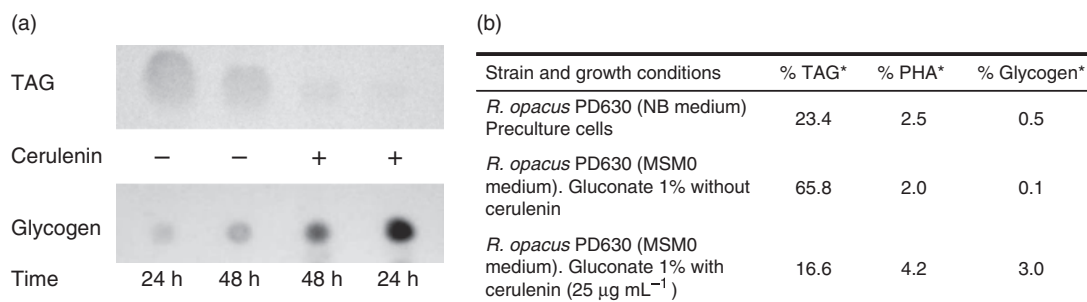 (a)
TAG
Cerulenin − − + +
Glycogen
Time 24 h 48 h 48 h 24 h
(b)
Strain and growth conditions % TAG* % PHA* % Glycogen*
R. opacus PD630 (NB medium)
Preculture cells 23.4 2.5 0.5
R. opacus PD630 (MSM0
medium). Gluconate 1% without 65.8 2.0 0.1
cerulenin
R. opacus PD630 (MSM0
medium). Gluconate 1% with 16.6 4.2 3.0
cerulenin (25 μg mL⁻¹)